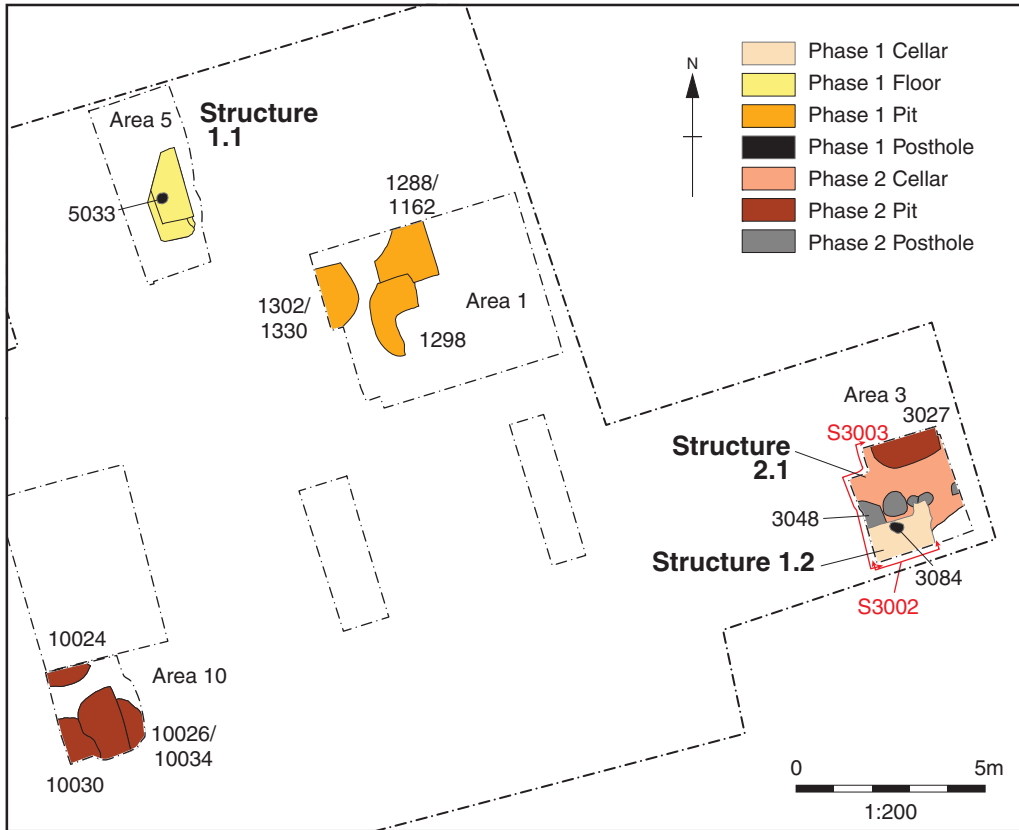 Phase 1 Cellar
Phase 1 Floor
Phase 1 Pit
Phase 1 Posthole
Phase 2 Cellar
Phase 2 Pit
Phase 2 Posthole
N
Area 5
Structure
1.1
5033
1288/
1162
1302/
1330
Area 1
1298
Area 3
3027
S3003
Structure
2.1
3048
Structure 1.2
3084
S3002
10024
Area 10
10026/
10034
10030
0 5m
1:200